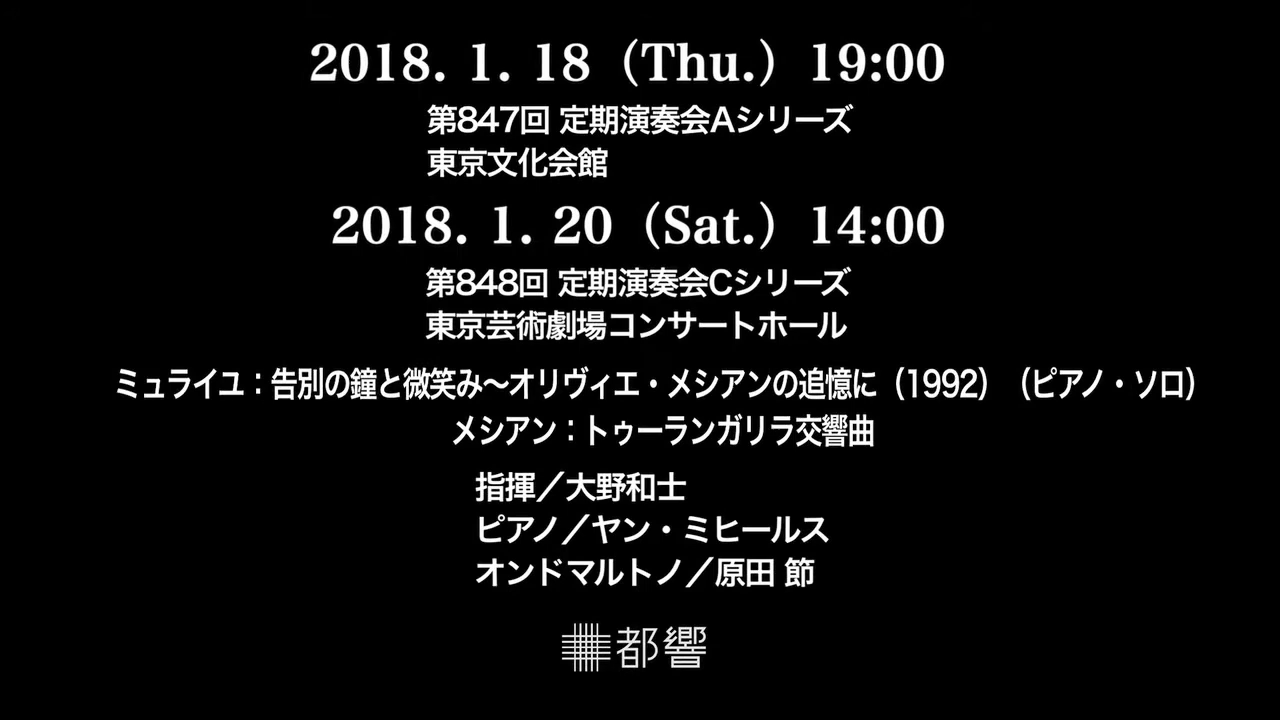 2018. 1. 18（Thu.）19:00
第847回 定期演奏会Aシリーズ
東京文化会館
2018. 1. 20（Sat.）14:00
第848回 定期演奏会Cシリーズ
東京芸術劇場コンサートホール
ミュライユ：告別の鐘と微笑み～オリヴィエ・メシアンの追憶に（1992）（ピアノ・ソロ）
メシアン：トゥーランガリラ交響曲
指揮／大野和士
ピアノ／ヤン・ミヒールス
オンドマルトノ／原田 節
都響